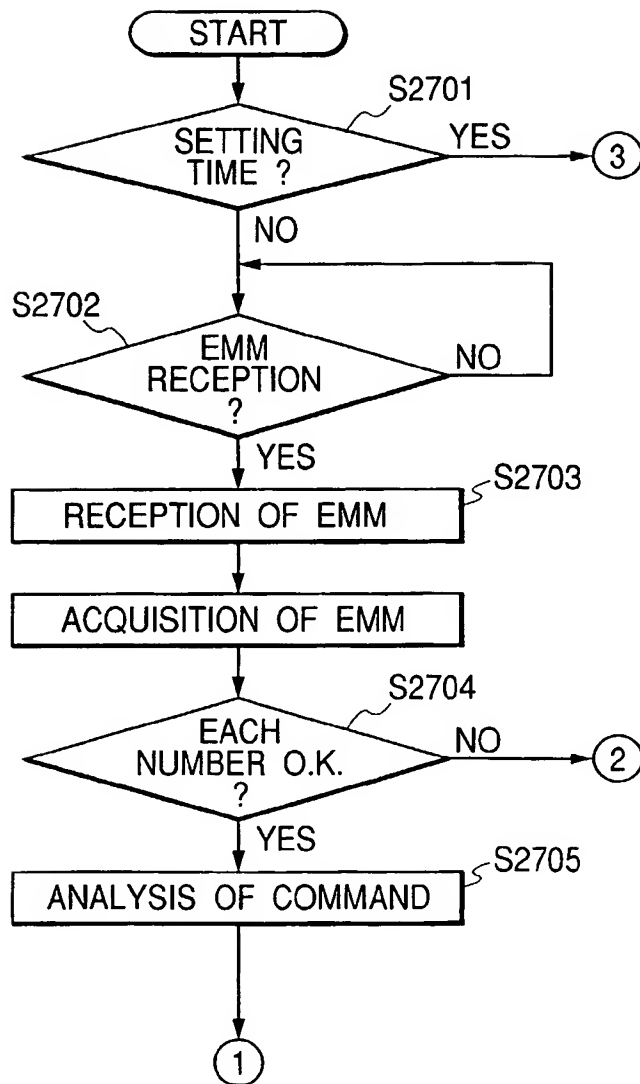 START
S2701
SETTING
TIME ?
YES
3
NO
S2702
EMM
RECEPTION
?
NO
YES
S2703
RECEPTION OF EMM
ACQUISITION OF EMM
S2704
EACH
NUMBER O.K.
?
NO
2
YES
S2705
ANALYSIS OF COMMAND
1